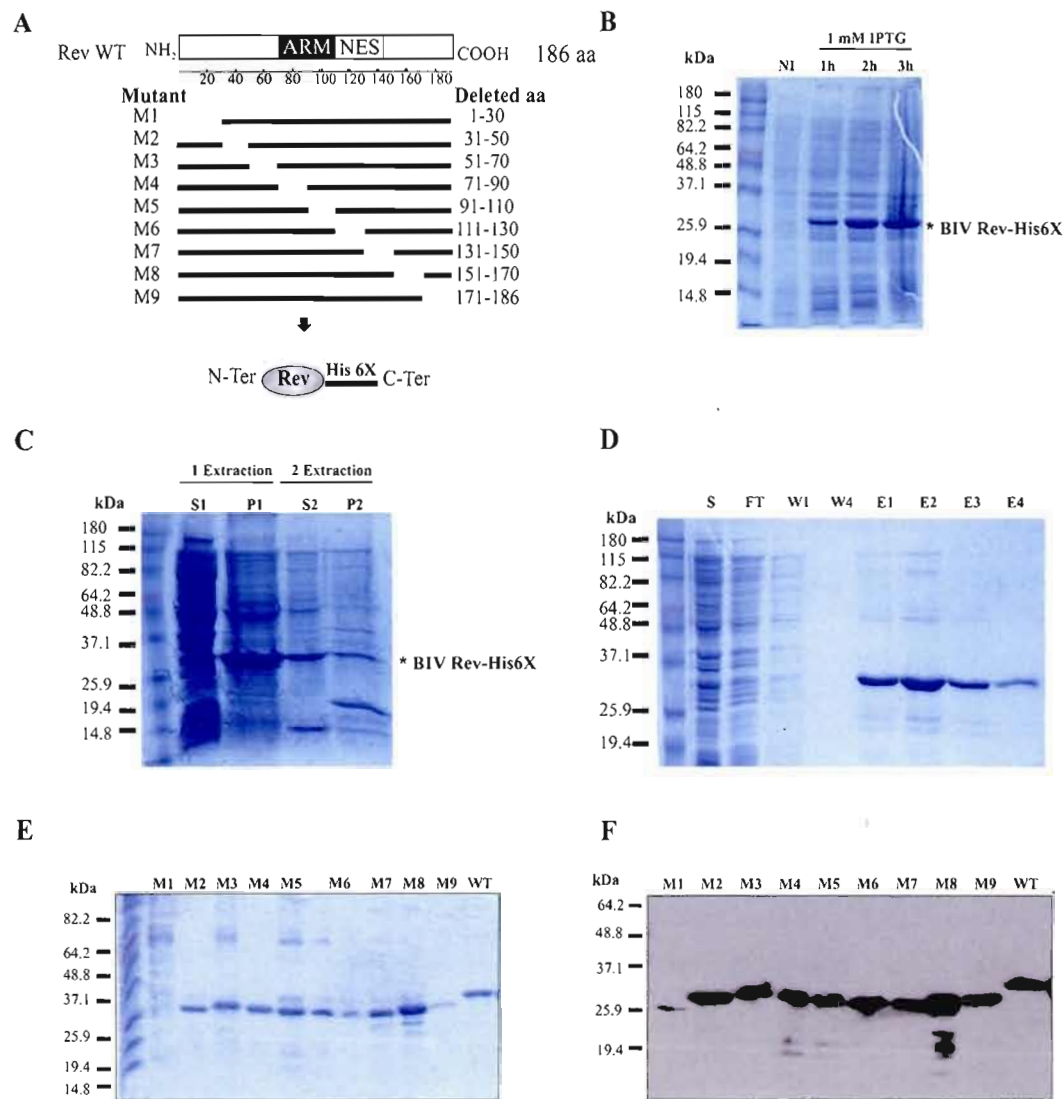 A
Rev WT NH2 ARM NES COOH 186 aa
20 40 60 80 100 120 140 160 180
Mutant Deleted aa
M1 1-30
M2 31-50
M3 51-70
M4 71-90
M5 91-110
M6 111-130
M7 131-150
M8 151-170
M9 171-186
N-Ter Rev His 6X C-Ter
B
1 mM IPTG
kDa NI 1h 2h 3h
180
115
82.2
64.2
48.8
37.1
25.9
19.4
14.8
* BIV Rev-His6X
C
1 Extraction 2 Extraction
kDa S1 P1 S2 P2
180
115
82.2
64.2
48.8
37.1
25.9
19.4
14.8
* BIV Rev-His6X
D
S FT W1 W4 E1 E2 E3 E4
kDa
180
115
82.2
64.2
48.8
37.1
25.9
19.4
E
kDa M1 M2 M3 M4 M5 M6 M7 M8 M9 WT
82.2
64.2
48.8
37.1
25.9
19.4
14.8
F
kDa M1 M2 M3 M4 M5 M6 M7 M8 M9 WT
64.2
48.8
37.1
25.9
19.4